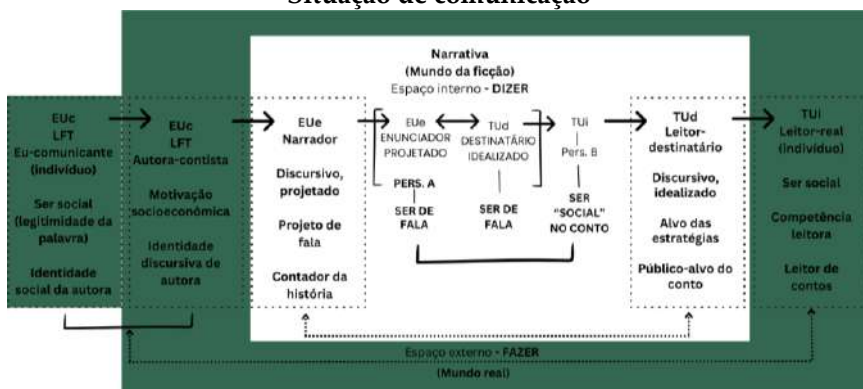 Situação de comunicação
Narrativa
(Mundo da ficção)
Espaço interno - DIZER
EUc
LFT
Eu-comunicante
(indivíduo)
Ser social
(legitimidade da
palavra)
Identidade
social da autora
EUc
LFT
Autora-contista
Motivação
socioeconômica
Identidade
discursiva de
autora
EUe
Narrador
Discursivo,
projetado
Projeto de
fala
Contador da
história
EUe
ENUNCIADOR
PROJETADO
PERS. A
SER DE
FALA
TUd
DESTINATÁRIO
IDEALIZADO
SER DE
FALA
TUi
Pers. B
SER
"SOCIAL"
NO CONTO
TUd
Leitor-
destinatário
Discursivo,
idealizado
Alvo das
estratégias
Público-alvo do
conto
TUi
Leitor-real
(indivíduo)
Ser social
Competência
leitora
Leitor de
contos
Espaço externo - FAZER
(Mundo real)